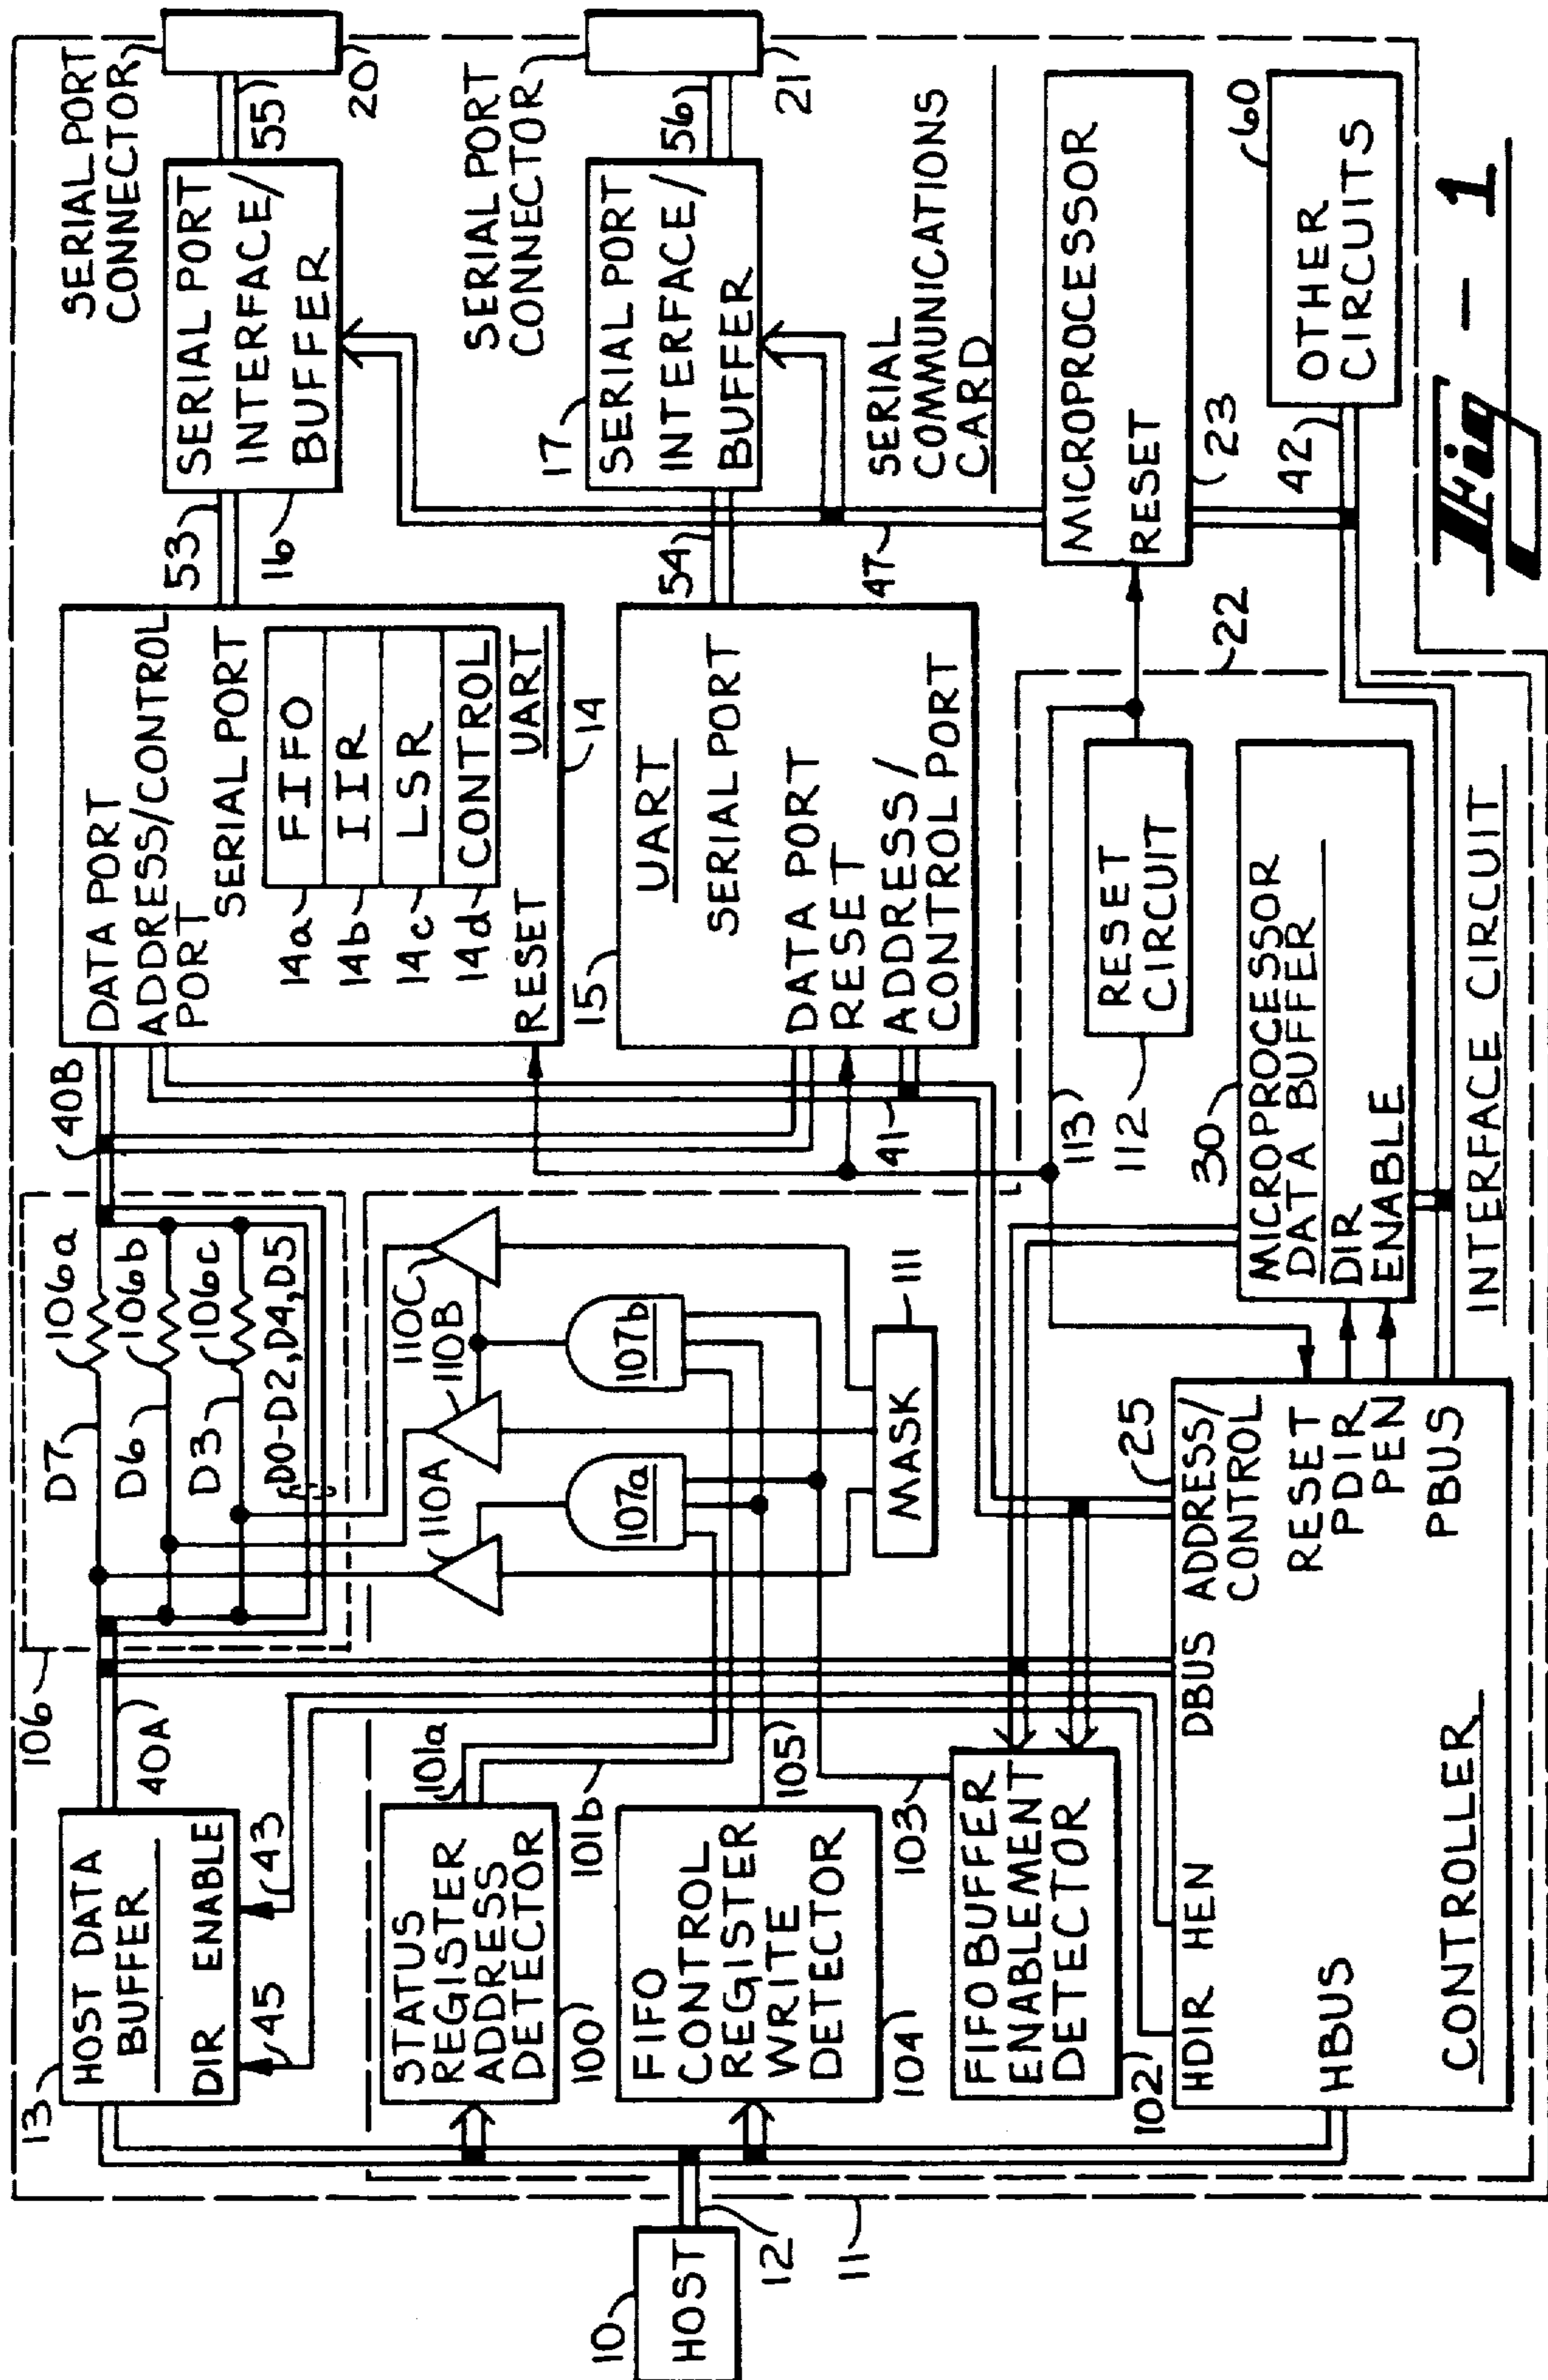 10
HOST
12
11
13
HOST DATA
BUFFER
DIR ENABLE
45
43
40A
106
D7
106a
D6
106b
D3
106c
D0-D2,D4,D5
40B
DATA PORT
ADDRESS/CONTROL
PORT
SERIAL PORT
14a
FIFO
14b
IIR
14c
LSR
14d
CONTROL
RESET
UART
14
53
SERIAL PORT
INTERFACE/
BUFFER
16
55
SERIAL PORT
CONNECTOR
20
STATUS
REGISTER
ADDRESS
DETECTOR
100
101a
101b
FIFO
CONTROL
REGISTER
WRITE
DETECTOR
104
105
FIFO BUFFER
ENABLEMENT
DETECTOR
102
103
110A
110A
110B
110C
107a
107b
MASK
111
15
UART
SERIAL PORT
DATA PORT
RESET
ADDRESS/
CONTROL PORT
41
54
17
SERIAL PORT
INTERFACE/
BUFFER
56
SERIAL PORT
CONNECTOR
21
47
SERIAL
COMMUNICATIONS
CARD
113
RESET
CIRCUIT
112
22
MICROPROCESSOR
RESET
23
30
MICROPROCESSOR
DATA BUFFER
DIR
ENABLE
25
HDIR HEN
DBUS ADDRESS/
CONTROL
RESET
PDIR
PEN
HBUS
PBUS
CONTROLLER
INTERFACE CIRCUIT
42
OTHER
CIRCUITS
60
Fig - 1